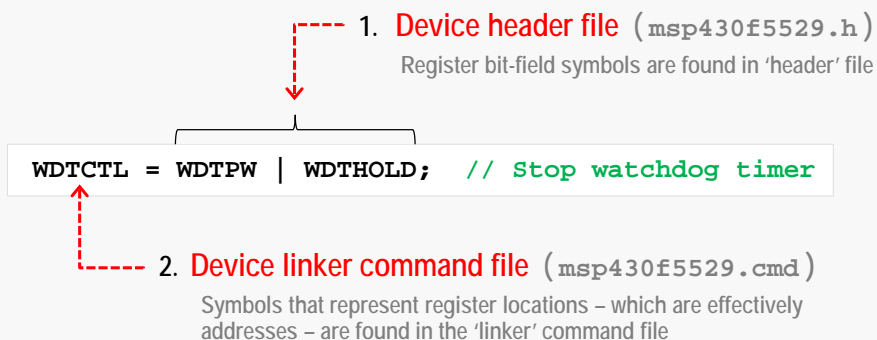 1. Device header file (msp430f5529.h)
Register bit-field symbols are found in ‘header’ file
WDTCTL = WDTPW | WDTHOLD; // Stop watchdog timer
2. Device linker command file (msp430f5529.cmd)
Symbols that represent register locations – which are effectively
addresses – are found in the ‘linker’ command file